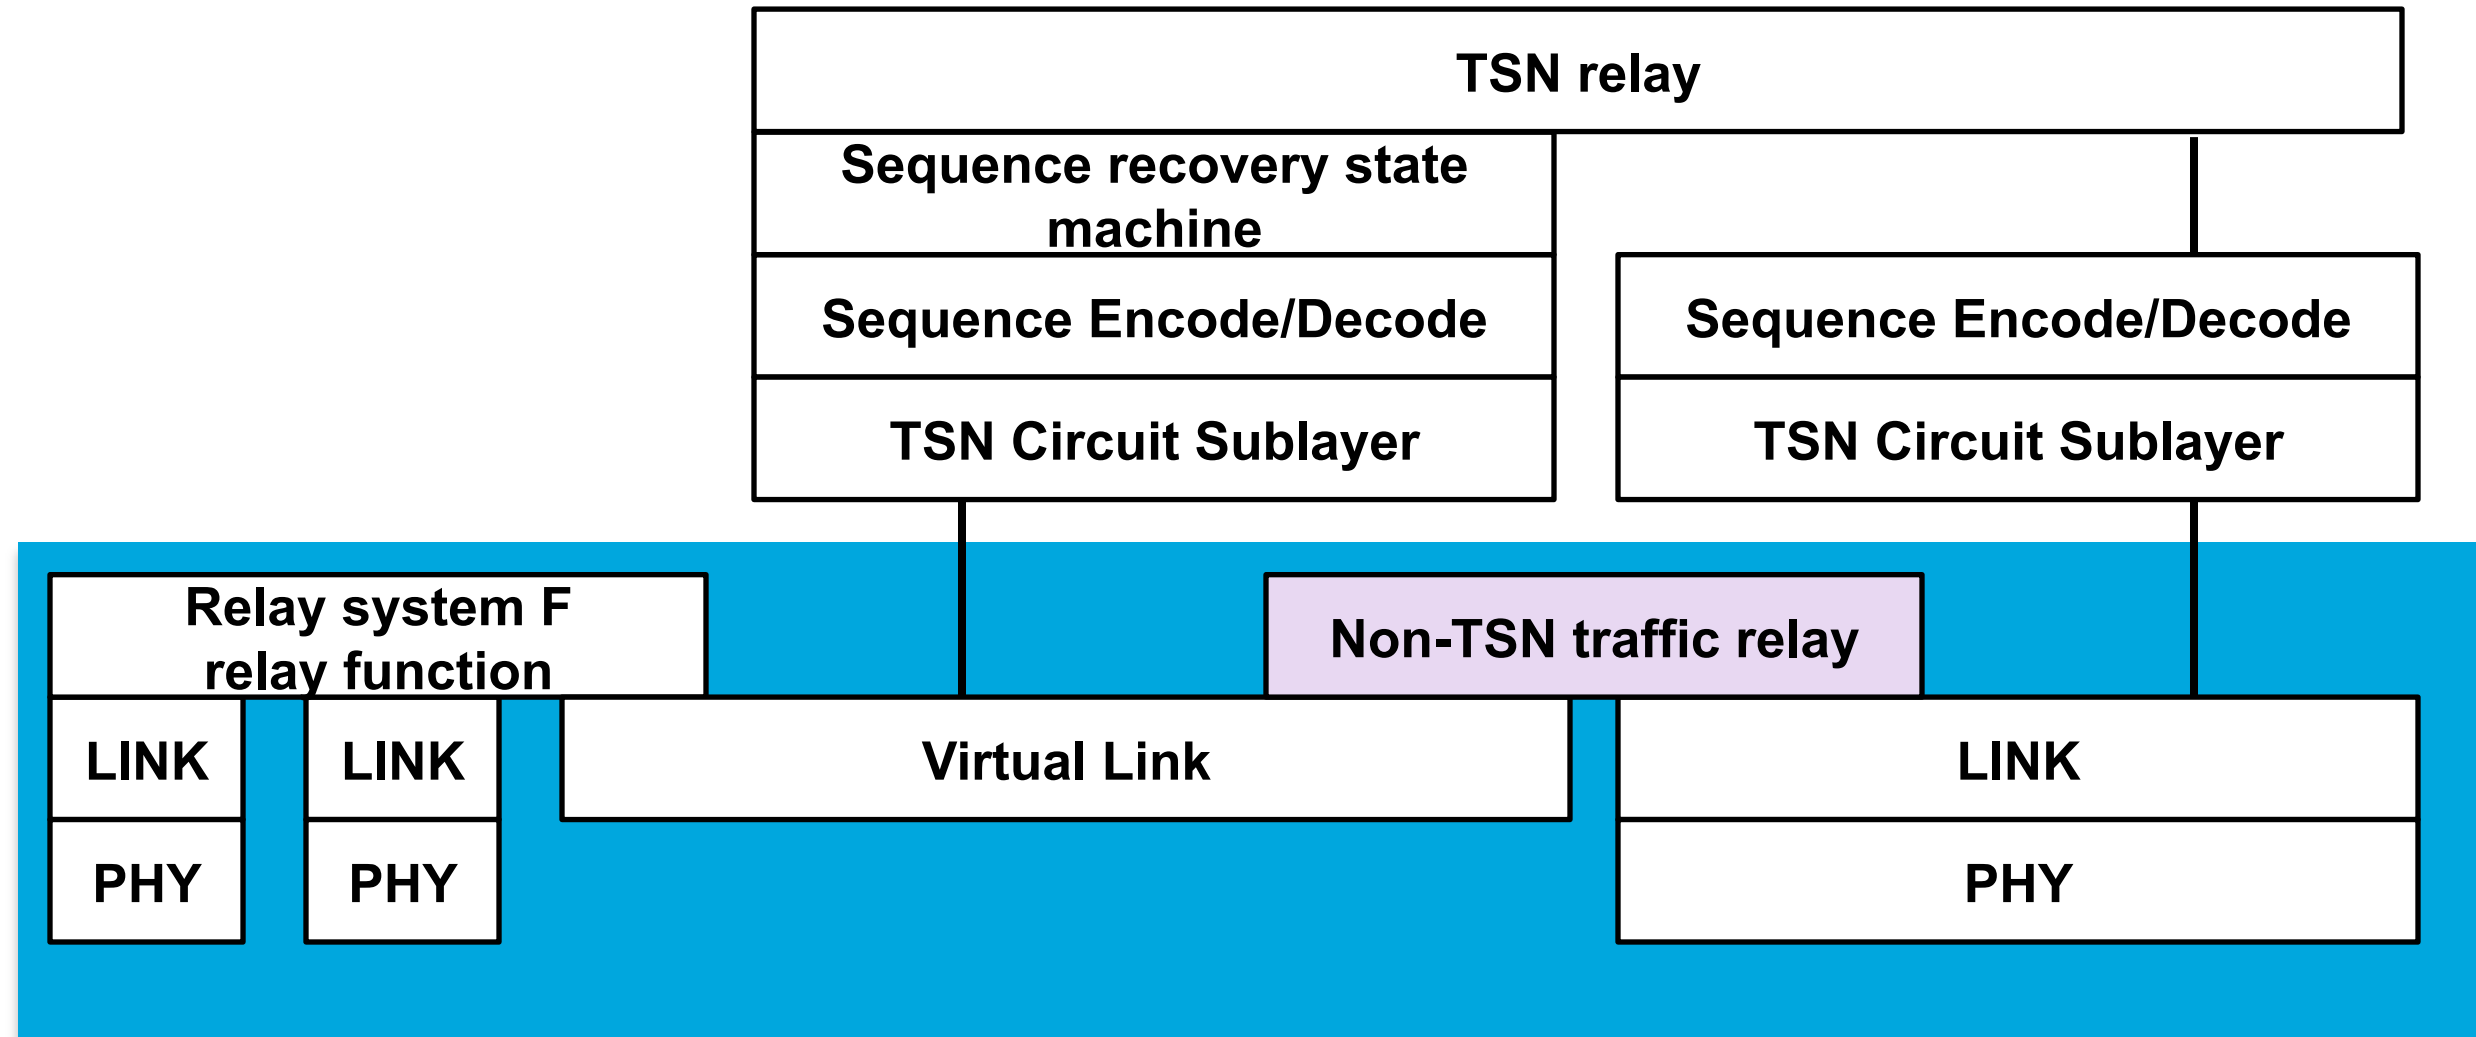 TSN relay
Sequence recovery state
machine
Sequence Encode/Decode
Sequence Encode/Decode
TSN Circuit Sublayer
TSN Circuit Sublayer
Relay system F
relay function
Non-TSN traffic relay
LINK
LINK
Virtual Link
LINK
PHY
PHY
PHY